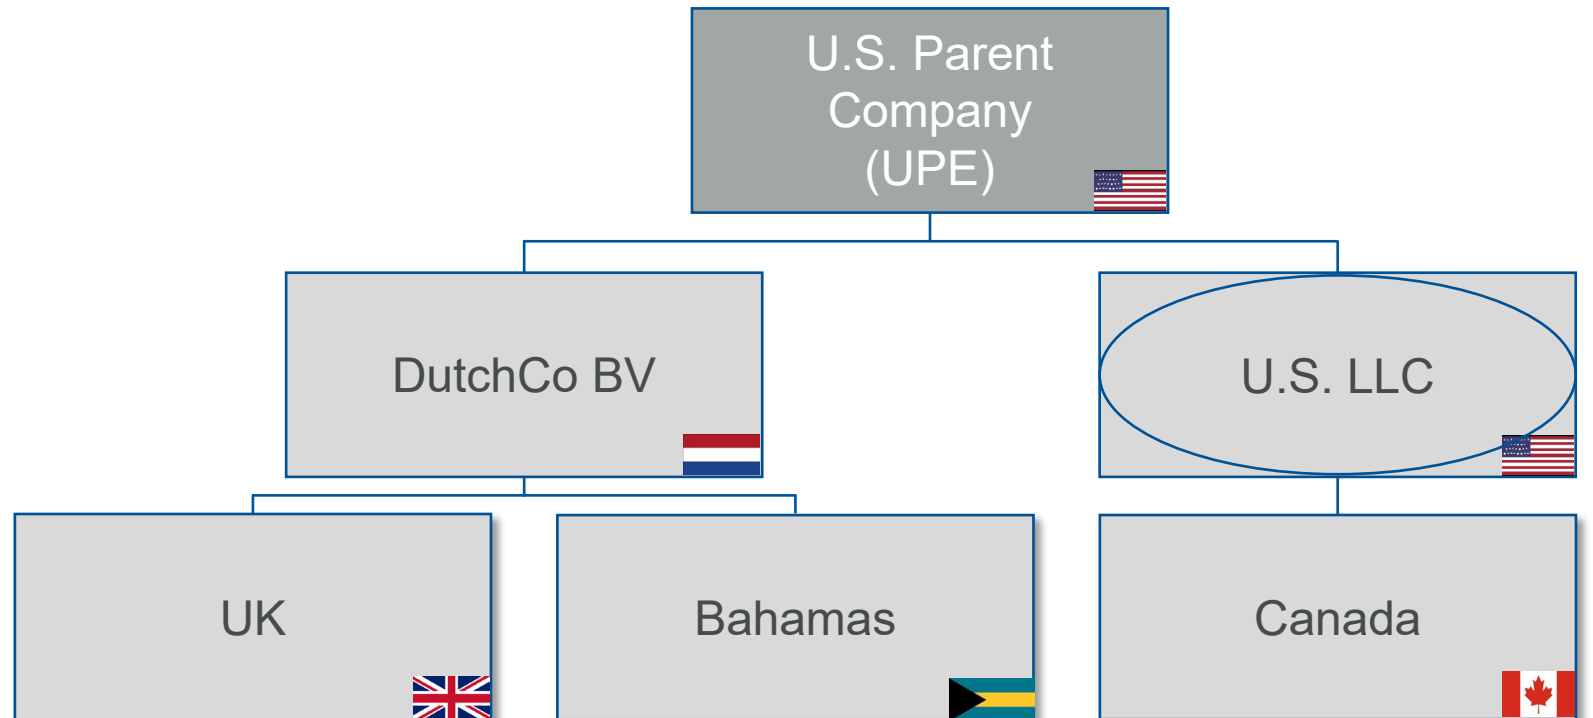 U.S. Parent
Company
(UPE)
DutchCo BV
U.S. LLC
UK
Bahamas
Canada